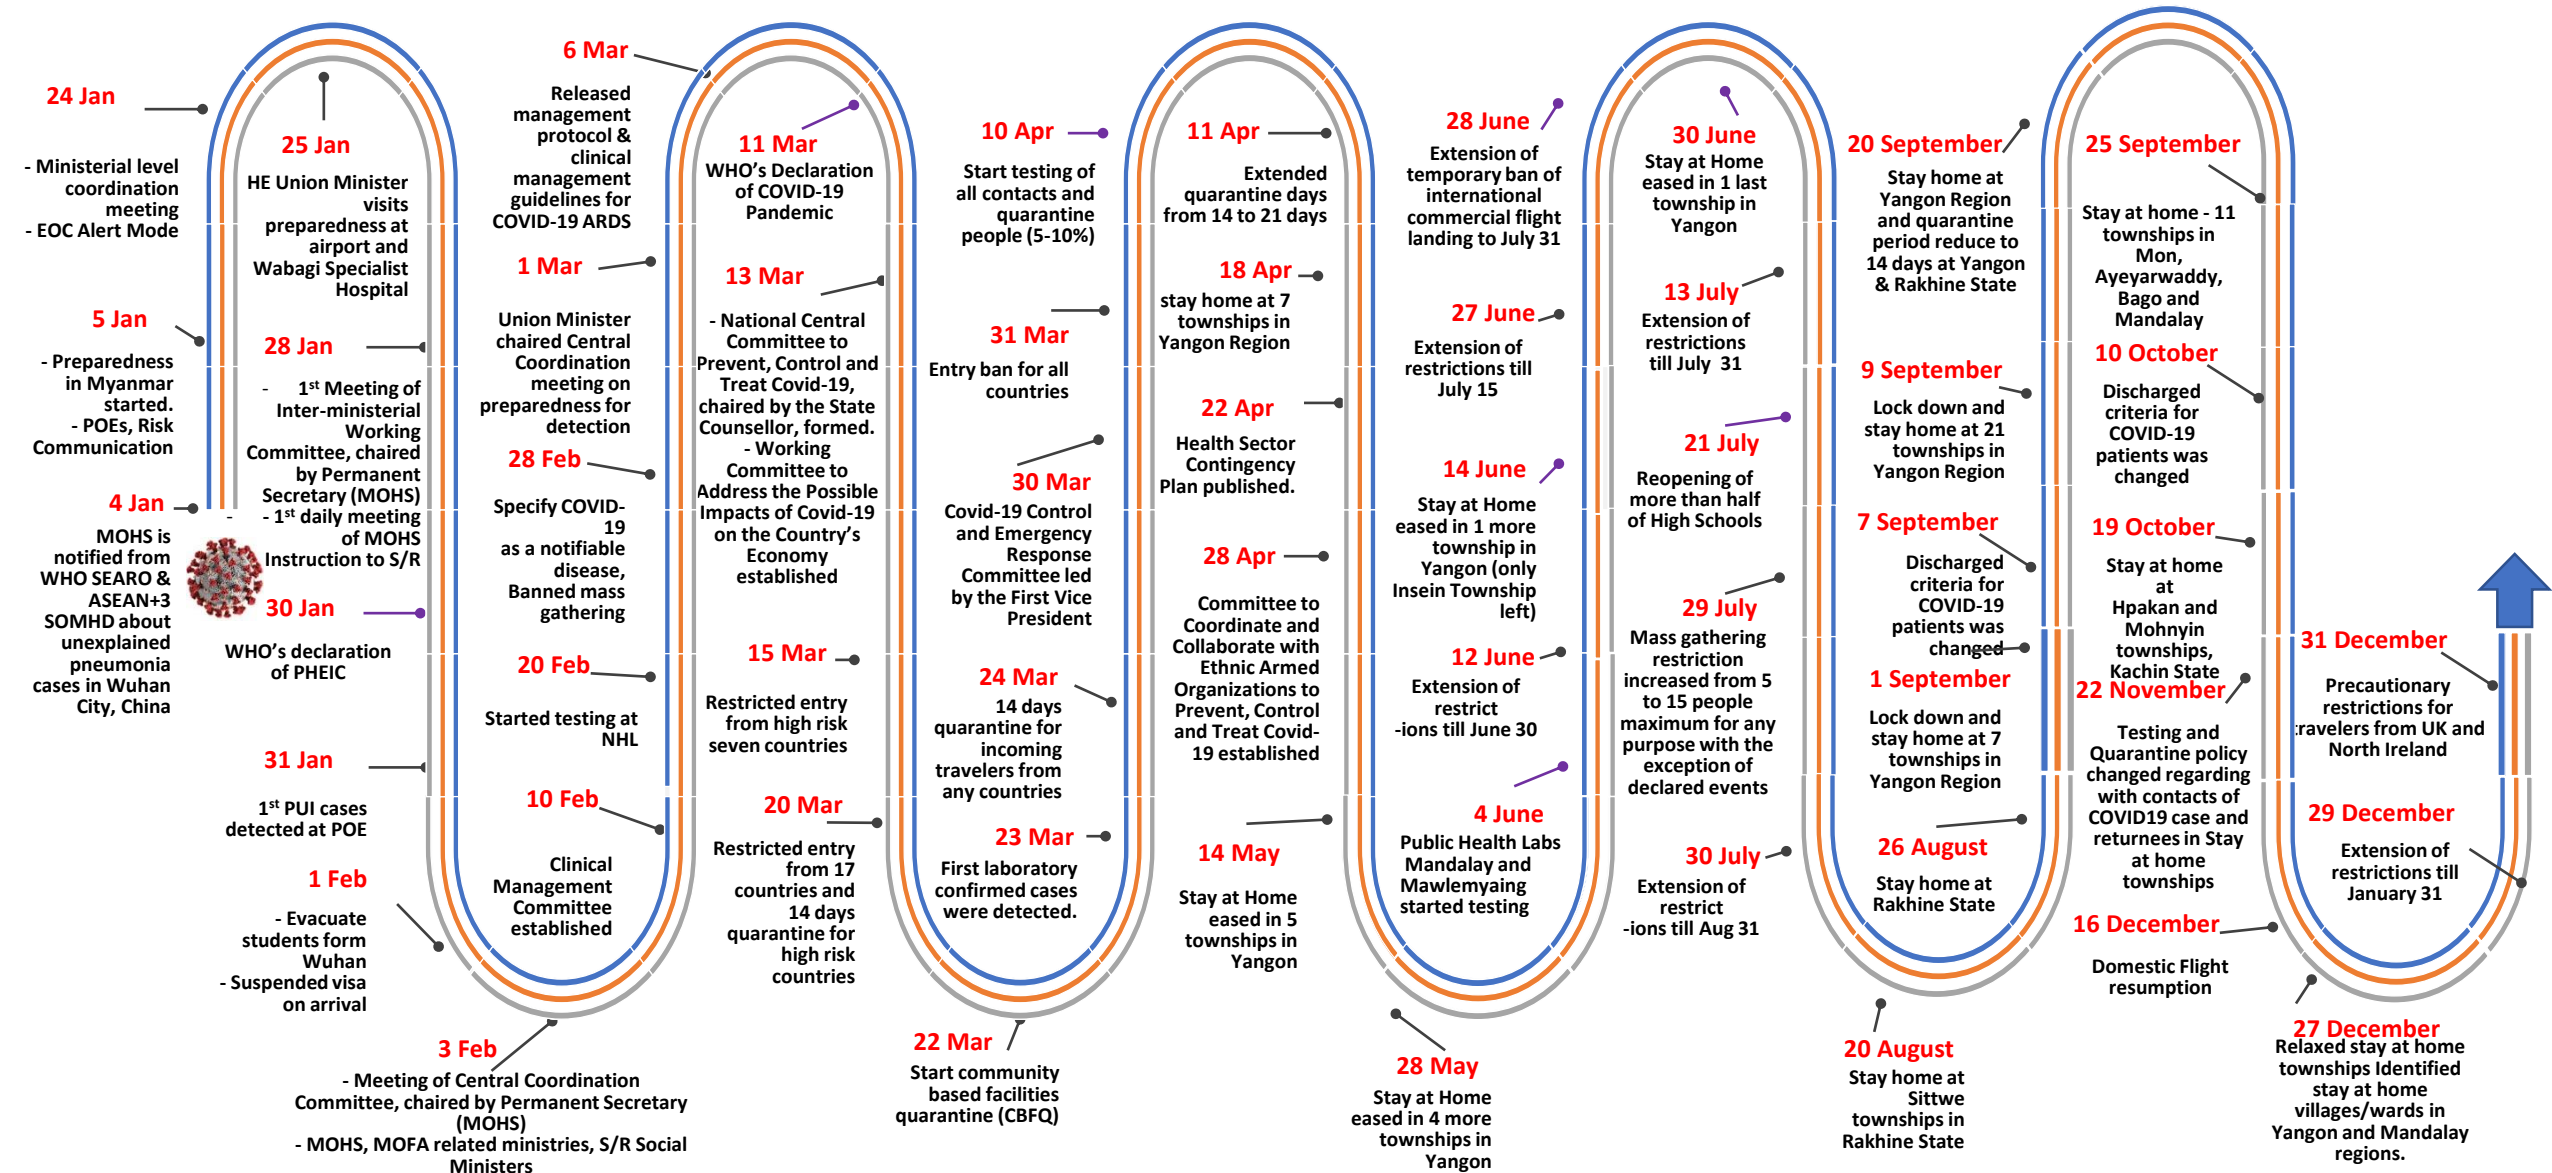 4 Jan
MOHS is
notified from
WHO SEARO &
ASEAN+3
SOMHD about
unexplained
pneumonia
cases in Wuhan
City, China
5 Jan
- Preparedness
in Myanmar
started.
- POEs, Risk
Communication
24 Jan
- Ministerial level
coordination
meeting
- EOC Alert Mode
25 Jan
HE Union Minister
visits
preparedness at
airport and
Wabagi Specialist
Hospital
28 Jan
- 1st Meeting of
Inter-ministerial
Working
Committee, chaired
by Permanent
Secretary (MOHS)
- - 1st daily meeting
of MOHS
Instruction to S/R
30 Jan
WHO’s declaration
of PHEIC
31 Jan
1st PUI cases
detected at POE
1 Feb
- Evacuate
students form
Wuhan
- Suspended visa
on arrival
3 Feb
- Meeting of Central Coordination
Committee, chaired by Permanent Secretary
(MOHS)
- MOHS, MOFA related ministries, S/R Social
Ministers
10 Feb
Clinical
Management
Committee
established
20 Feb
Started testing at
NHL
28 Feb
Specify COVID-
19
as a notifiable
disease,
Banned mass
gathering
1 Mar
Union Minister
chaired Central
Coordination
meeting on
preparedness for
detection
6 Mar
Released
management
protocol &
clinical
management
guidelines for
COVID-19 ARDS
11 Mar
WHO’s Declaration
of COVID-19
Pandemic
13 Mar
- National Central
Committee to
Prevent, Control and
Treat Covid-19,
chaired by the State
Counsellor, formed.
- Working
Committee to
Address the Possible
Impacts of Covid-19
on the Country’s
Economy
established
15 Mar
Restricted entry
from high risk
seven countries
20 Mar
Restricted entry
from 17
countries and
14 days
quarantine for
high risk
countries
22 Mar
Start community
based facilities
quarantine (CBFQ)
23 Mar
First laboratory
confirmed cases
were detected.
24 Mar
14 days
quarantine for
incoming
travelers from
any countries
30 Mar
Covid-19 Control
and Emergency
Response
Committee led
by the First Vice
President
31 Mar
Entry ban for all
countries
10 Apr
Start testing of
all contacts and
quarantine
people (5-10%)
11 Apr
Extended
quarantine days
from 14 to 21 days
18 Apr
stay home at 7
townships in
Yangon Region
22 Apr
Health Sector
Contingency
Plan published.
28 Apr
Committee to
Coordinate and
Collaborate with
Ethnic Armed
Organizations to
Prevent, Control
and Treat Covid-
19 established
14 May
Stay at Home
eased in 5
townships in
Yangon
28 May
Stay at Home
eased in 4 more
townships in
Yangon
4 June
Public Health Labs
Mandalay and
Mawlemyaing
started testing
12 June
Extension of
restrict
-ions till June 30
14 June
Stay at Home
eased in 1 more
township in
Yangon (only
Insein Township
left)
27 June
Extension of
restrictions till
July 15
28 June
Extension of
temporary ban of
international
commercial flight
landing to July 31
30 June
Stay at Home
eased in 1 last
township in
Yangon
13 July
Extension of
restrictions
till July 31
21 July
Reopening of
more than half
of High Schools
29 July
Mass gathering
restriction
increased from 5
to 15 people
maximum for any
purpose with the
exception of
declared events
30 July
Extension of
restrict
-ions till Aug 31
20 August
Stay home at
Sittwe
townships in
Rakhine State
26 August
Stay home at
Rakhine State
1 September
Lock down and
stay home at 7
townships in
Yangon Region
7 September
Discharged
criteria for
COVID-19
patients was
changed
9 September
Lock down and
stay home at 21
townships in
Yangon Region
20 September
Stay home at
Yangon Region
and quarantine
period reduce to
14 days at Yangon
& Rakhine State
25 September
Stay at home - 11
townships in
Mon,
Ayeyarwaddy,
Bago and
Mandalay
10 October
Discharged
criteria for
COVID-19
patients was
changed
19 October
Stay at home
at
Hpakan and
Mohnyin
townships,
Kachin State
22 November
Testing and
Quarantine policy
changed regarding
with contacts of
COVID19 case and
returnees in Stay
at home
townships
16 December
Domestic Flight
resumption
27 December
Relaxed stay at home
townships Identified
stay at home
villages/wards in
Yangon and Mandalay
regions.
29 December
Extension of
restrictions till
January 31
31 December
Precautionary
restrictions for
travelers from UK and
North Ireland